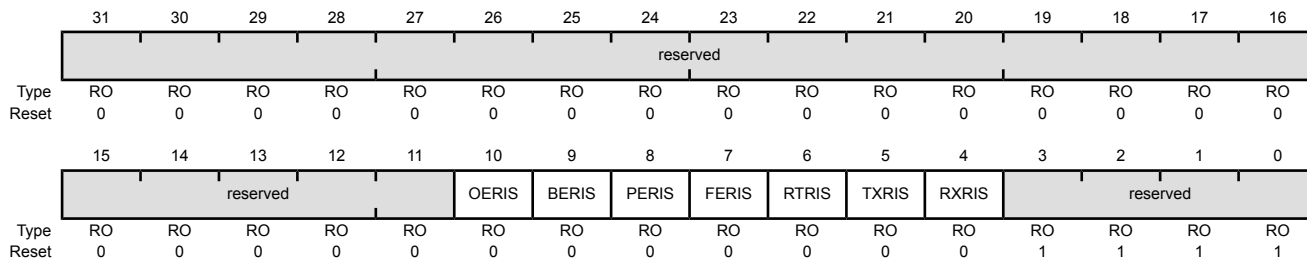 31 30 29 28 27 26 25 24 23 22 21 20 19 18 17 16
reserved
Type RO RO RO RO RO RO RO RO RO RO RO RO RO RO RO RO
Reset 0 0 0 0 0 0 0 0 0 0 0 0 0 0 0 0
15 14 13 12 11 10 9 8 7 6 5 4 3 2 1 0
reserved OERIS BERIS PERIS FERIS RTRIS TXRIS RXRIS reserved
Type RO RO RO RO RO RO RO RO RO RO RO RO RO RO RO RO
Reset 0 0 0 0 0 0 0 0 0 0 0 0 1 1 1 1